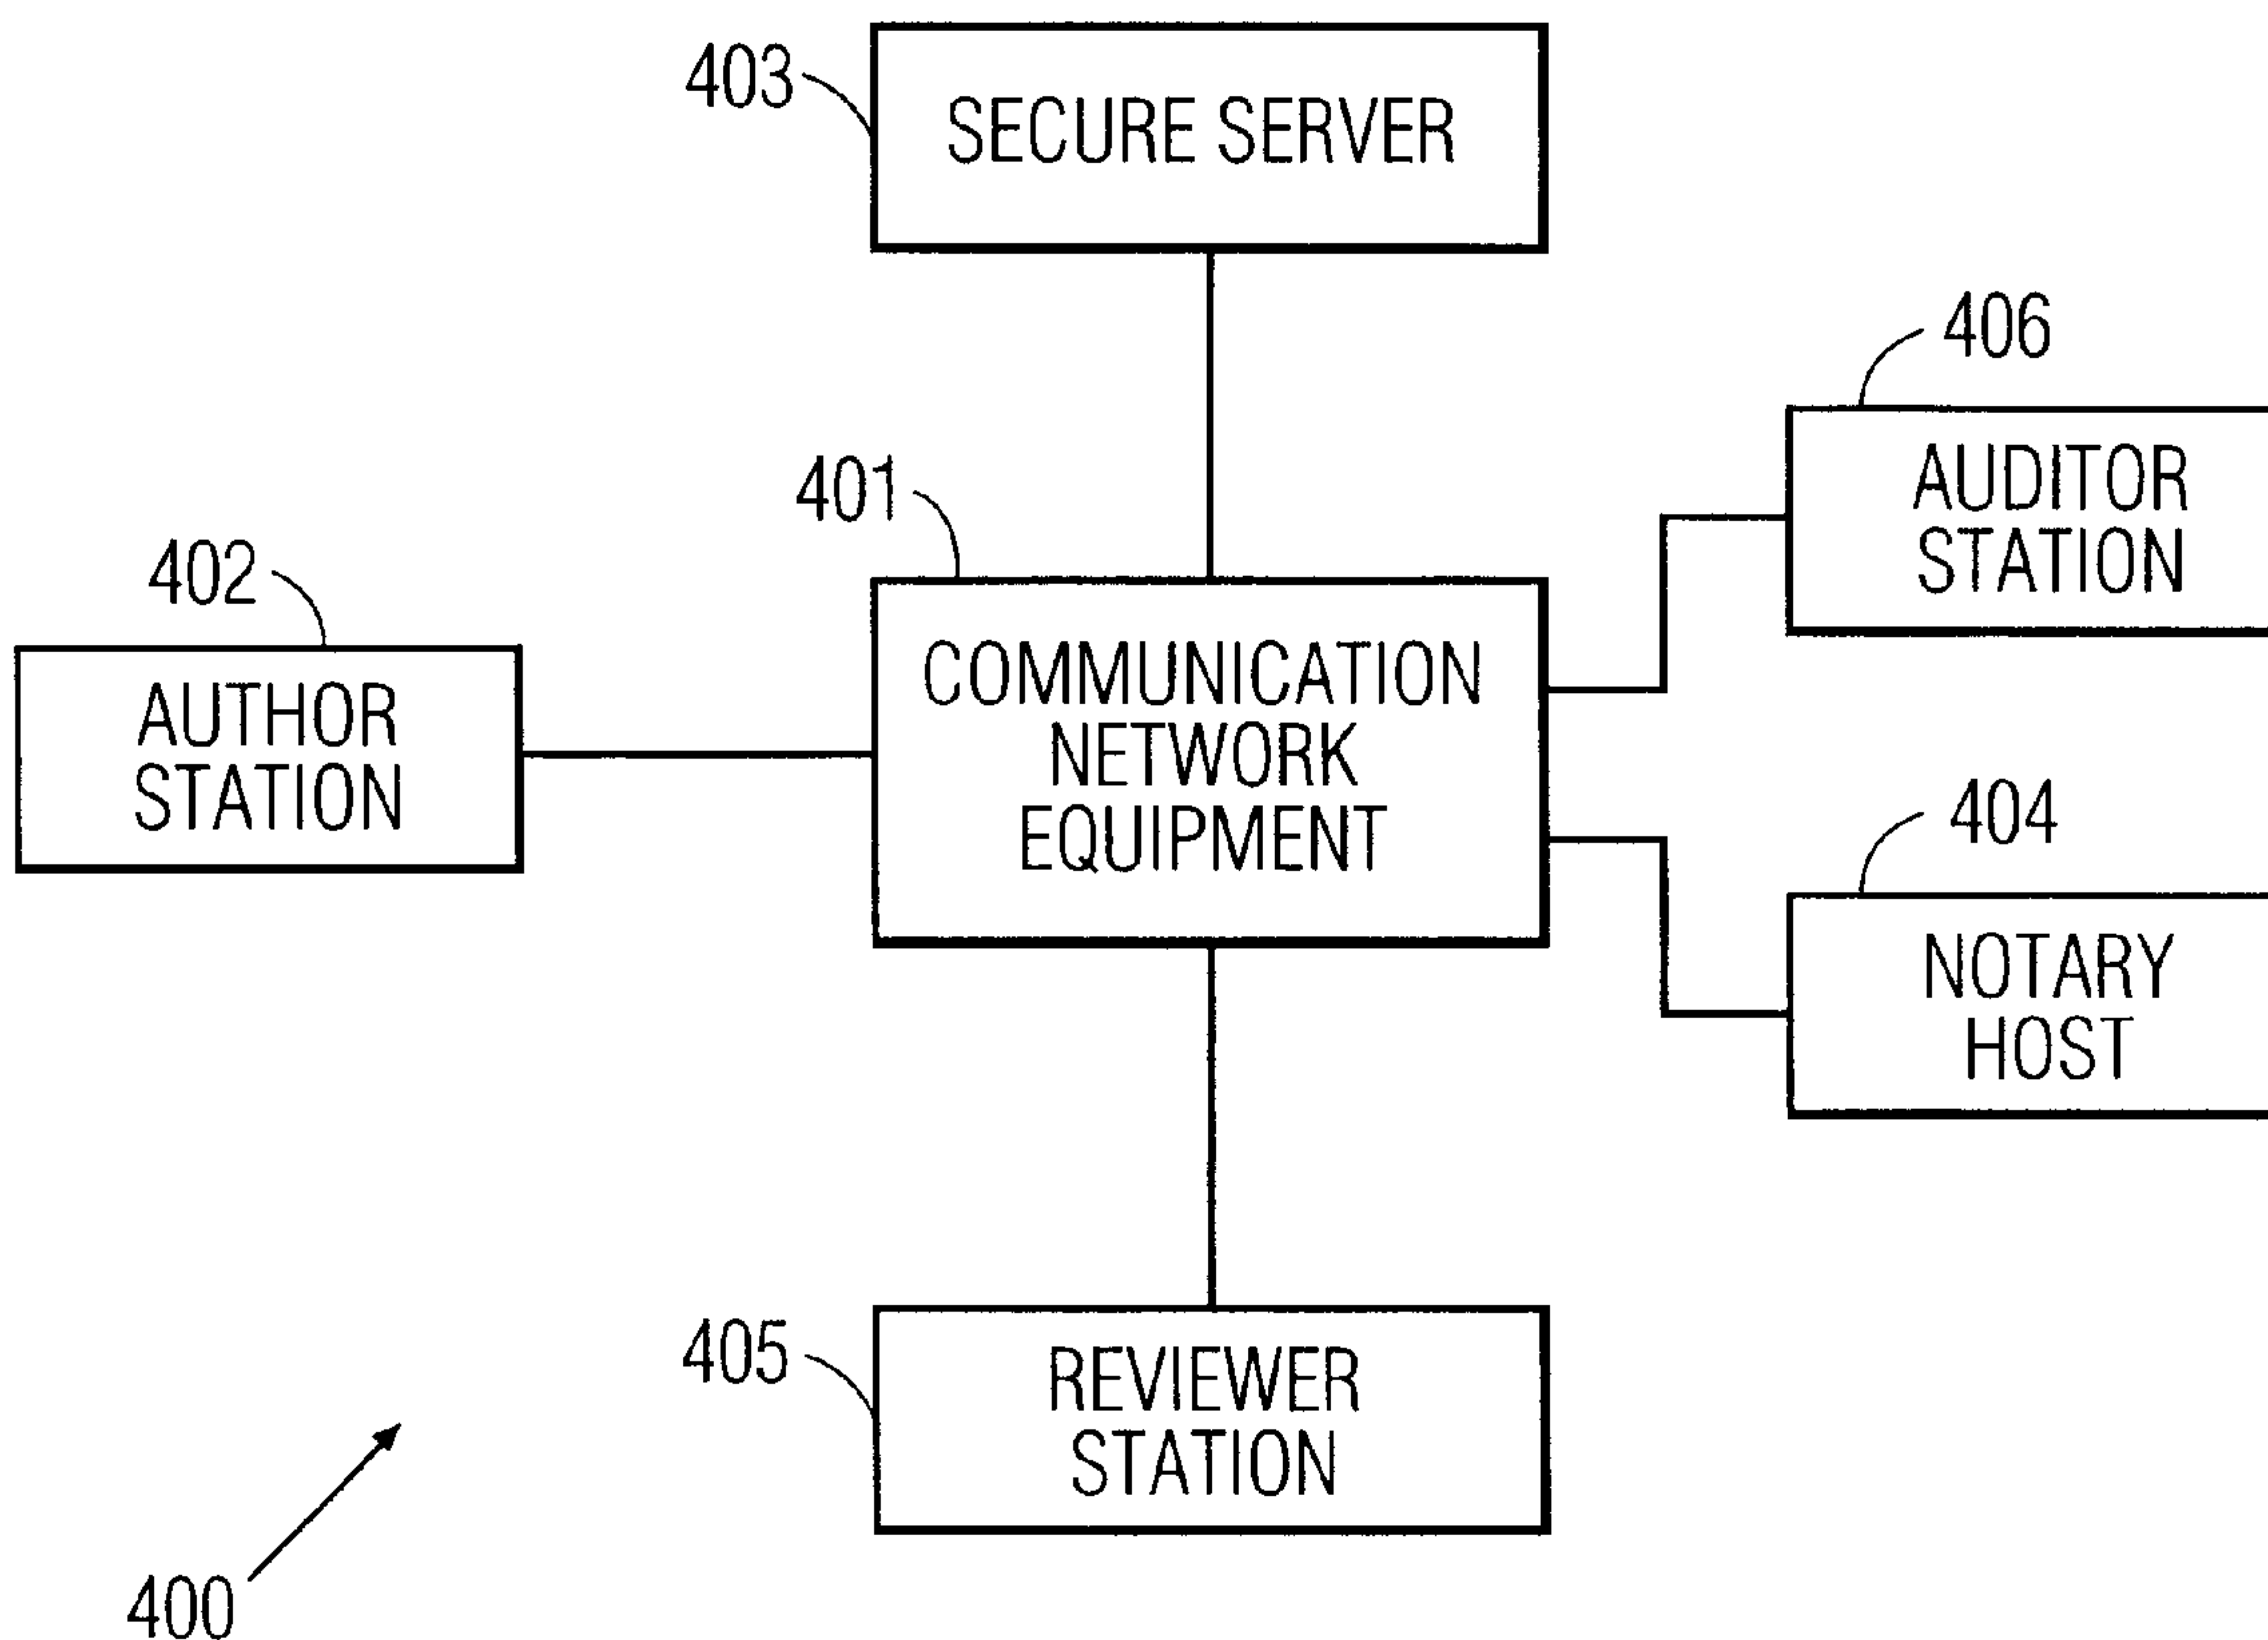 403
SECURE SERVER
406
AUDITOR
STATION
401
402
COMMUNICATION
NETWORK
EQUIPMENT
AUTHOR
STATION
404
NOTARY
HOST
405
REVIEWER
STATION
400